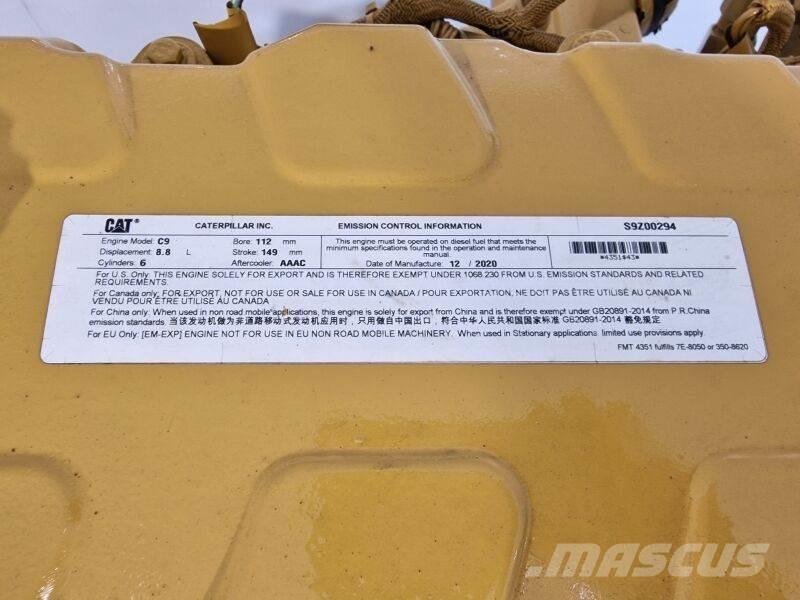 CAT®
CATERPILLAR INC.
EMISSION CONTROL INFORMATION
S9Z00294
Engine Model: C9
Bore: 112 mm
Displacement: 8.8 L
Stroke: 149 mm
Cylinders: 6
Aftercooler: AAAC
This engine must be operated on diesel fuel that meets the
minimum specifications found in the operation and maintenance
manual.
Date of Manufacture: 12 / 2020
*4351#43*
For U.S. Only: THIS ENGINE SOLELY FOR EXPORT AND IS THEREFORE EXEMPT UNDER 1068.230 FROM U.S. EMISSION STANDARDS AND RELATED
REQUIREMENTS.
For Canada only: FOR EXPORT, NOT FOR USE OR SALE FOR USE IN CANADA / POUR EXPORTATION, NE DOIT PAS ÊTRE UTILISÉ AU CANADA NI
VENDU POUR ÊTRE UTILISÉ AU CANADA
For China only: When used in non road mobile applications, this engine is solely for export from China and is therefore exempt under GB20891-2014 from P.R.China
emission standards. 当该发动机做为非道路移动式发动机应用时，只用做自中国出口，符合中华人民共和国国家标准 GB20891-2014 豁免规定
For EU Only: [EM-EXP] ENGINE NOT FOR USE IN EU NON ROAD MOBILE MACHINERY. When used in Stationary applications, limited use provisions apply.
FMT 4351 fulfills 7E-8050 or 350-8620
MASCUS